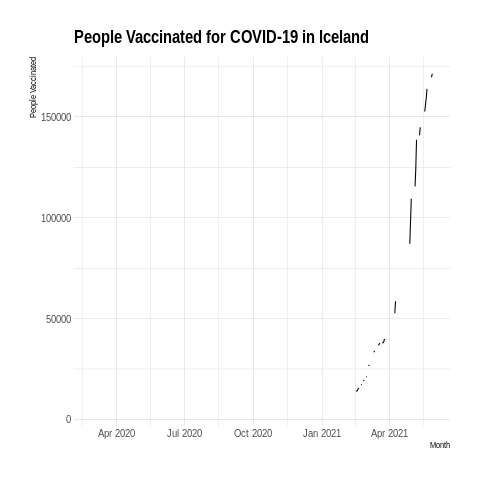 People Vaccinated for COVID-19 in Iceland
People Vaccinated
150000
100000
50000
0
Apr 2020 Jul 2020 Oct 2020 Jan 2021 Apr 2021
Month